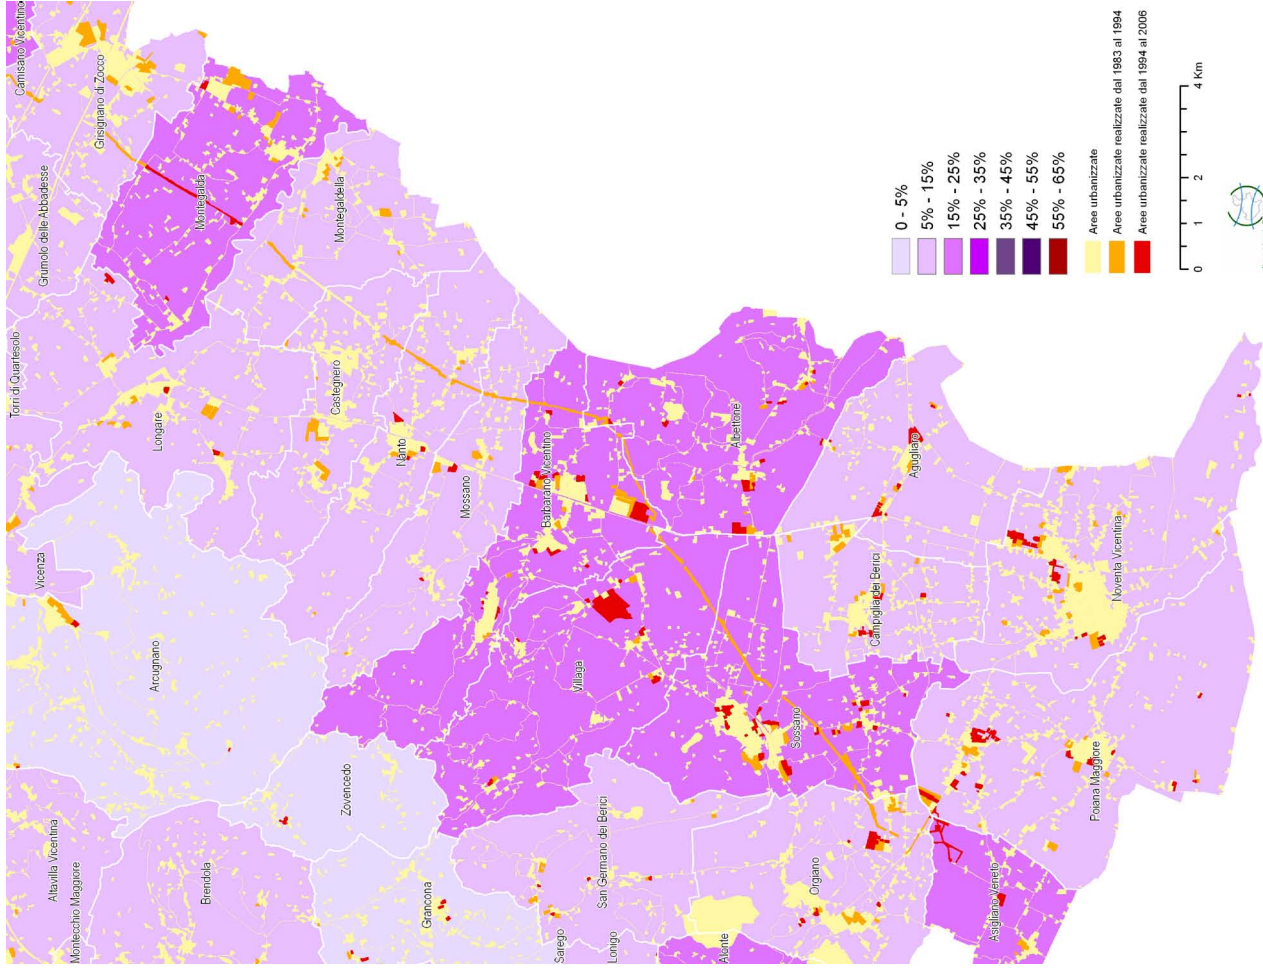 Camisano Vicentino
Grisignano di Zocco
Grumolo delle Abbadesse
Torri di Quartesolo
Vicenza
Altavilla Vicentina
Montecchio Maggiore
Montegalda
Longare
Arcugnano
Brendola
Montegaldella
Castegnero
Nanto
Mossano
Zovencedo
Grancona
Barbarano Vicentino
Villaga
San Germano dei Berici
Sarego
Lonigo
Albettone
Sossano
Orgiano
Alonte
Agugliaro
Campiglia dei Berici
Noventa Vicentina
Poiana Maggiore
Asigliano Veneto
0 - 5%
5% - 15%
15% - 25%
25% - 35%
35% - 45%
45% - 55%
55% - 65%
Aree urbanizzate
Aree urbanizzate realizzate dal 1983 al 1994
Aree urbanizzate realizzate dal 1994 al 2006
0 1 2 4 Km